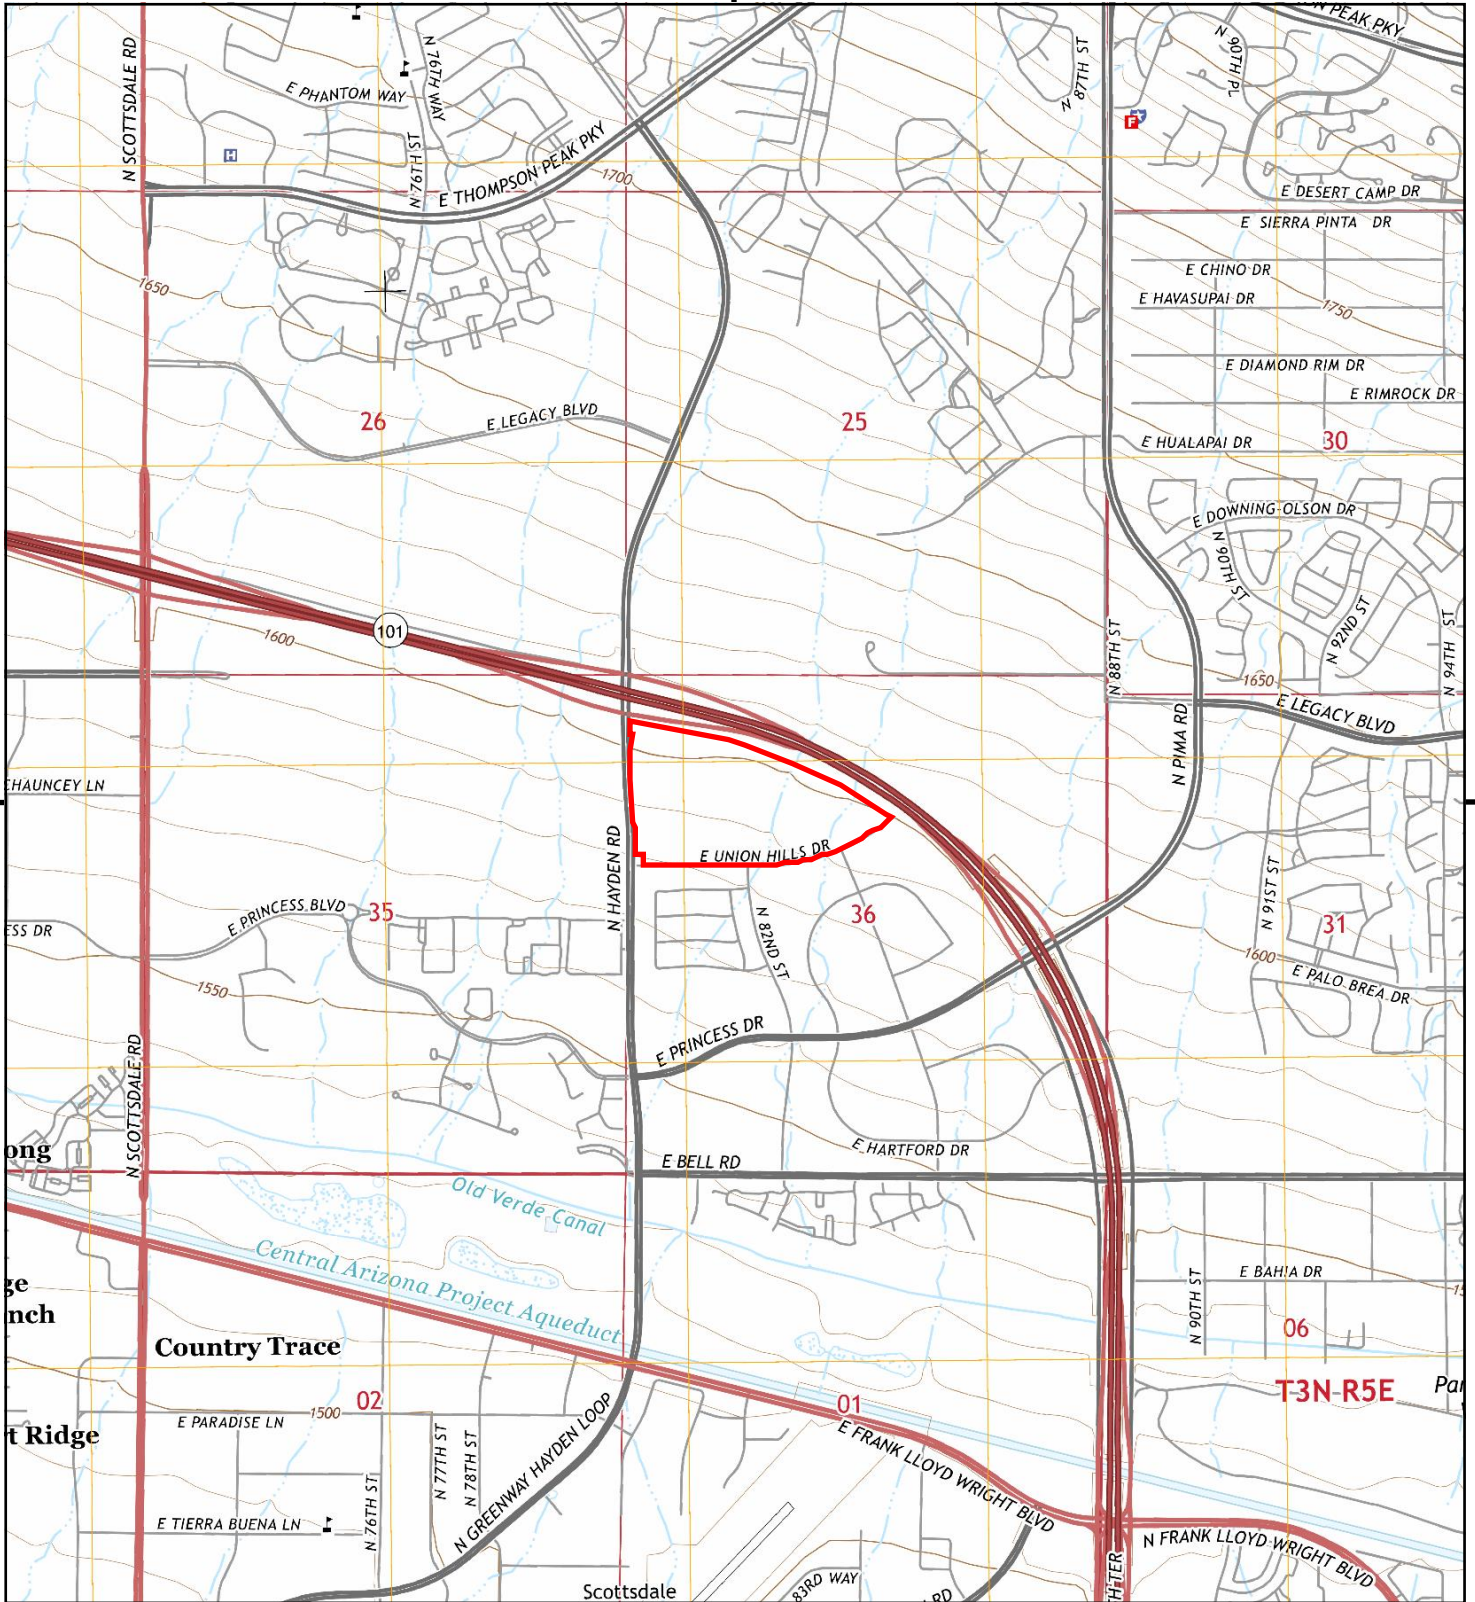 N PEAK PKY
N SCOTTSDALE RD
N 76TH WAY
E PHANTOM WAY
N 76TH ST
E THOMPSON PEAK PKY
1700
N 87TH ST
N 90TH PL
H
F
E DESERT CAMP DR
E SIERRA PINTA DR
E CHINO DR
E HAVASUPAI DR
1750
1650
E DIAMOND RIM DR
E RIMROCK DR
26
E LEGACY BLVD
25
E HUALAPAI DR
30
E DOWNING OLSON DR
N 90TH ST
N 92ND ST
N 94TH ST
101
1600
N 88TH ST
1650
E LEGACY BLVD
N PIMA RD
CHAUNCEY LN
N HAYDEN RD
E UNION HILLS DR
N 91ST ST
35
E PRINCESS BLVD
36
31
ESS DR
N 82ND ST
1600
E PALO BREA DR
1550
E PRINCESS DR
N SCOTTSDALE RD
E HARTFORD DR
ong
E BELL RD
Old Verde Canal
Central Arizona Project Aqueduct
ge
nch
E BAHIA DR
N 90TH ST
06
Country Trace
T3N R5E
02
01
E PARADISE LN
1500
t Ridge
N 77TH ST
N 78TH ST
N 76TH ST
N GREENWAY HAYDEN LOOP
E FRANK LLOYD WRIGHT BLVD
E TIERRA BUENA LN
N FRANK LLOYD WRIGHT BLVD
Scottsdale
83RD WAY
RD
H TER